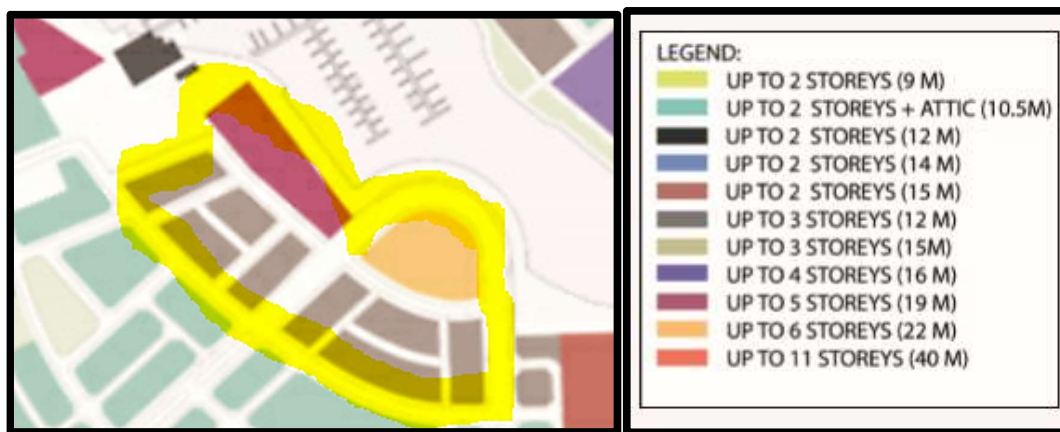 LEGEND:
UP TO 2 STOREYS (9 M)
UP TO 2 STOREYS + ATTIC (10.5M)
UP TO 2 STOREYS (12 M)
UP TO 2 STOREYS (14 M)
UP TO 2 STOREYS (15 M)
UP TO 3 STOREYS (12 M)
UP TO 3 STOREYS (15M)
UP TO 4 STOREYS (16 M)
UP TO 5 STOREYS (19 M)
UP TO 6 STOREYS (22 M)
UP TO 11 STOREYS (40 M)